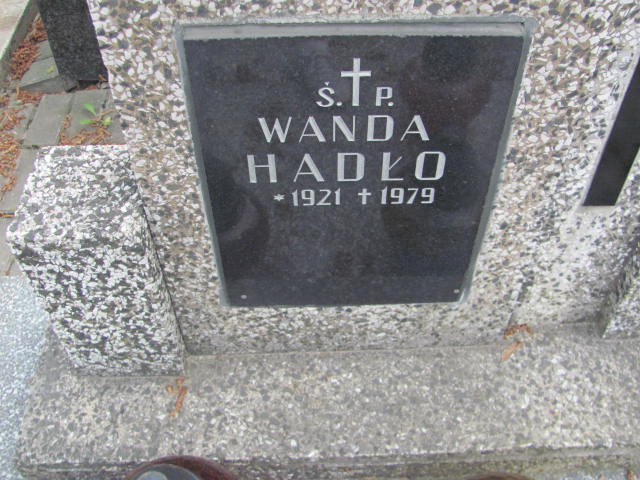 Ś. † P.
WANDA
HADŁO
* 1921 † 1979